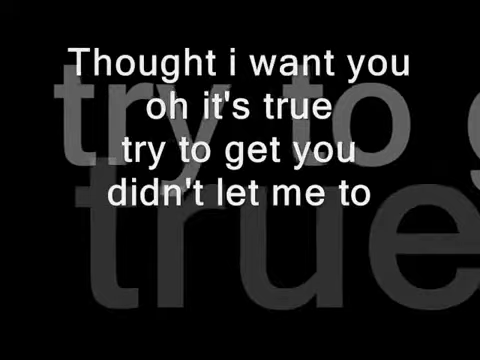 Thought i want you
oh it's true
try to get you
didn't let me to
try to g
true